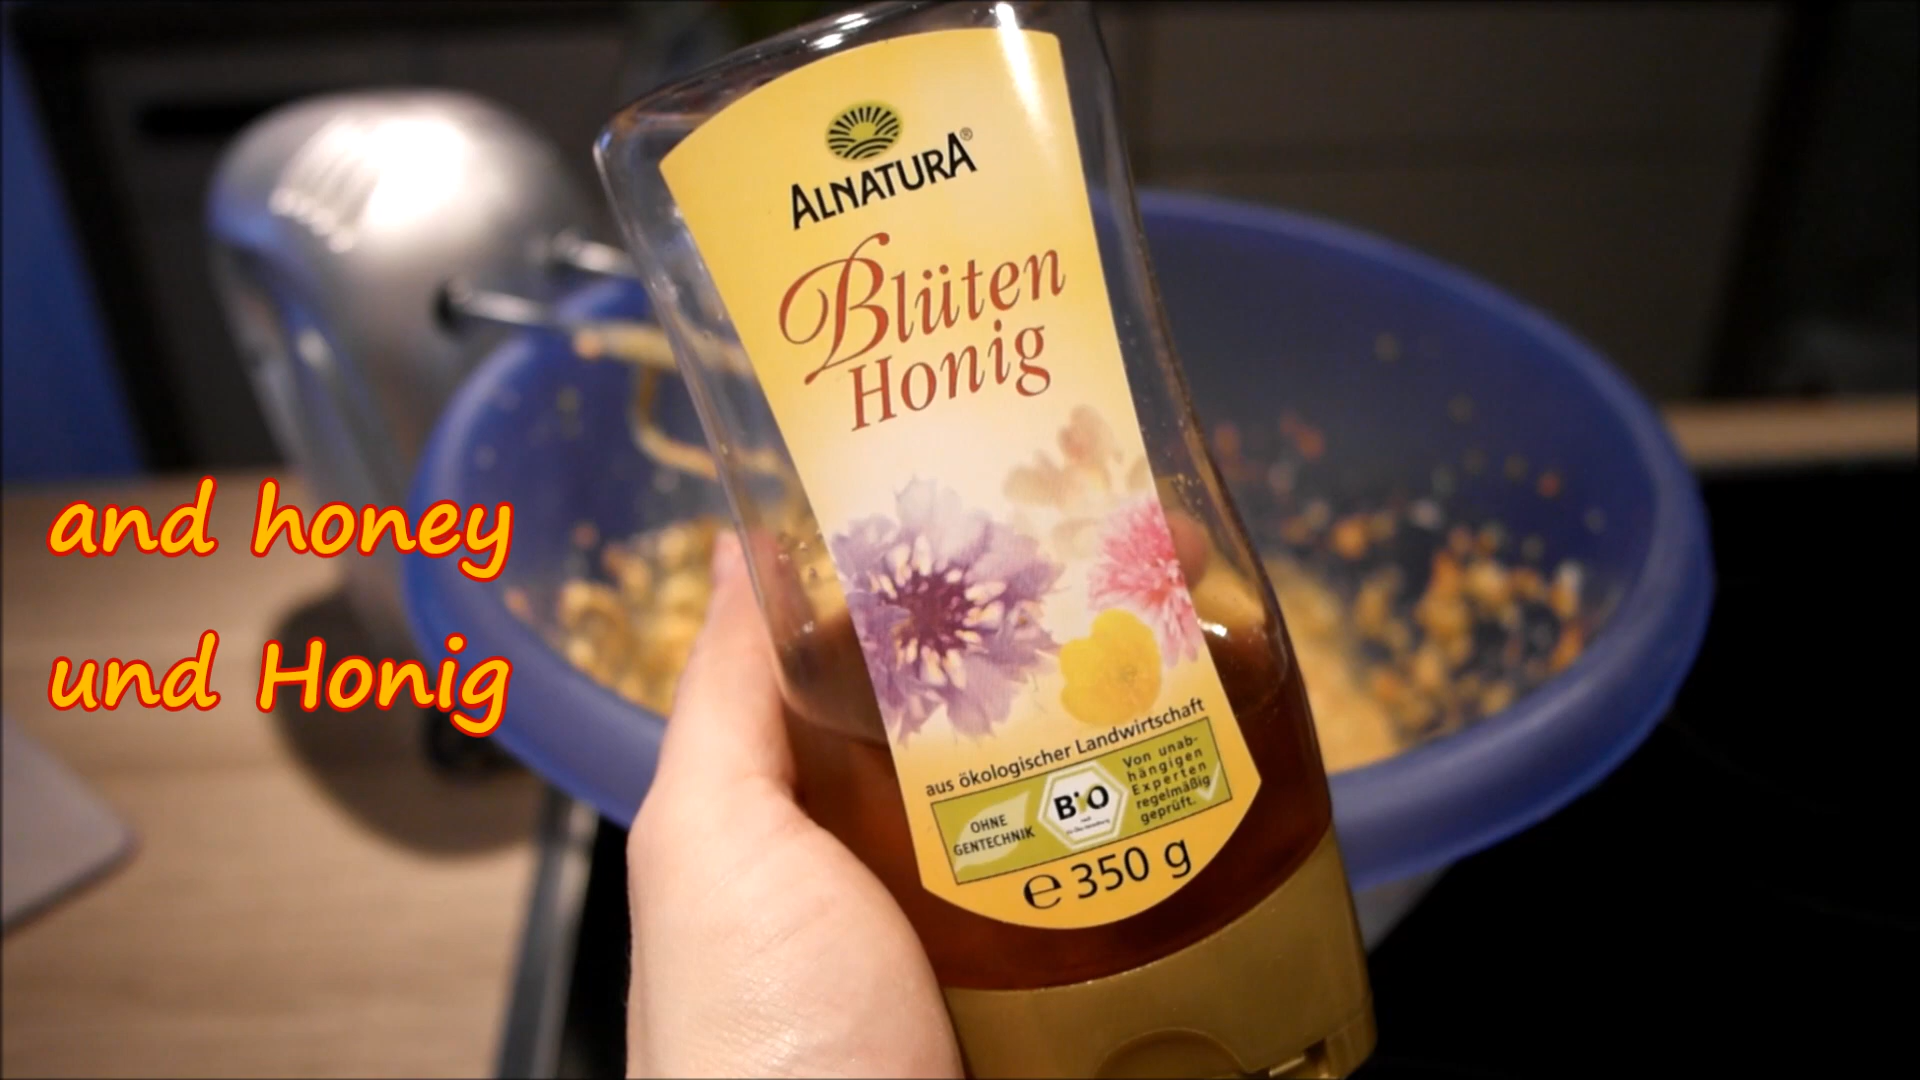 ALNATURA®
Blüten
Honig
and honey
und Honig
aus ökologischer Landwirtschaft
OHNE
GENTECHNIK
BIO
Von unab-
hängigen
Experten
regelmäßig
geprüft.
e 350 g